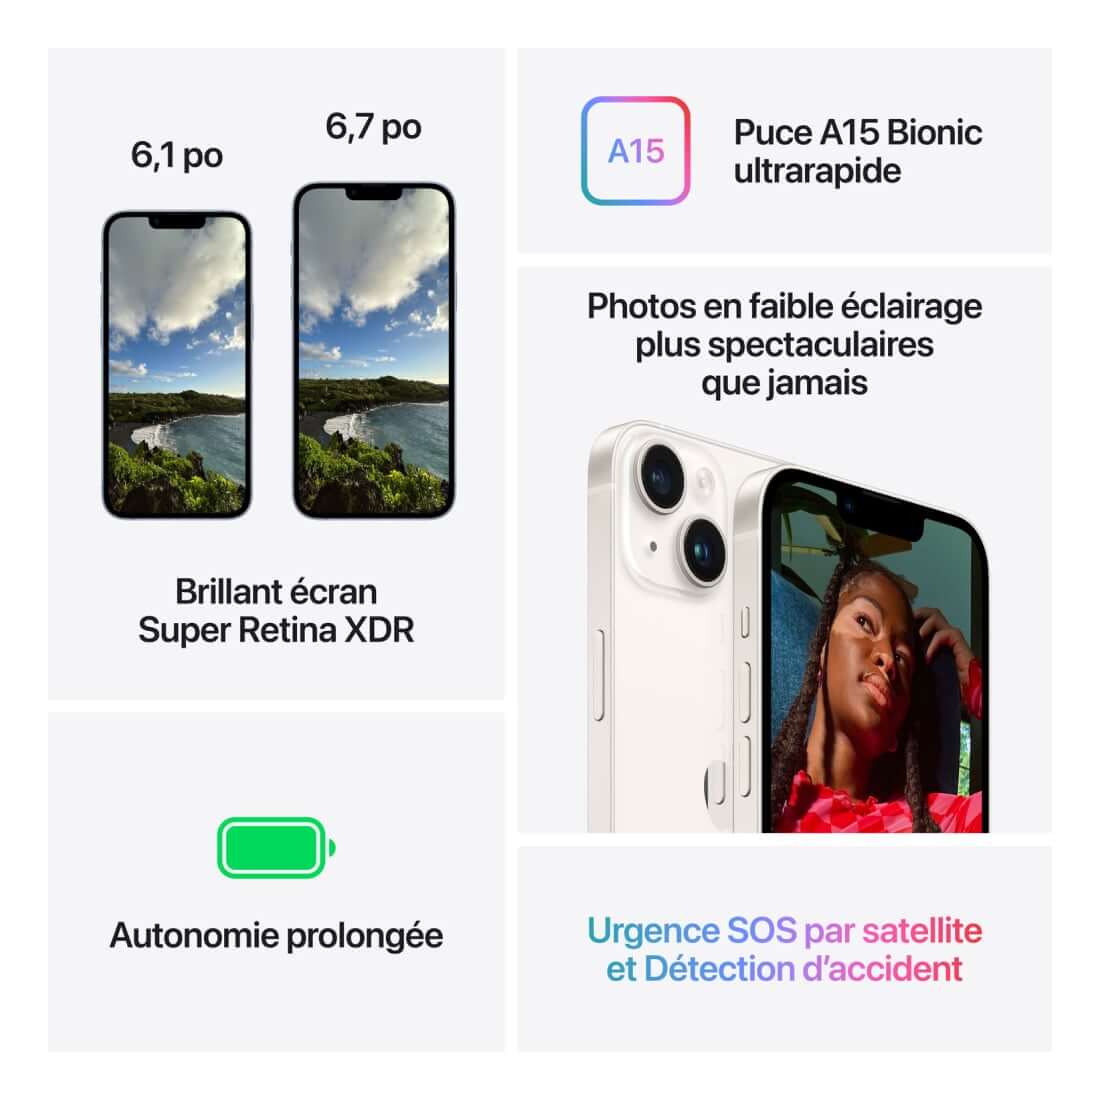 6,1 po
6,7 po
Brillant écran
Super Retina XDR
A15
Puce A15 Bionic
ultrarapide
Photos en faible éclairage
plus spectaculaires
que jamais
Autonomie prolongée
Urgence SOS par satellite
et Détection d’accident